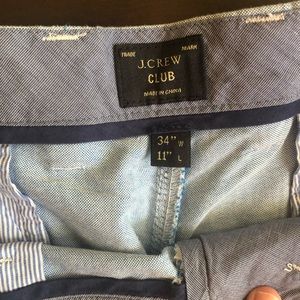 TRADE MARK
J.CREW
CLUB
MADE IN CHINA
34" W
11" L